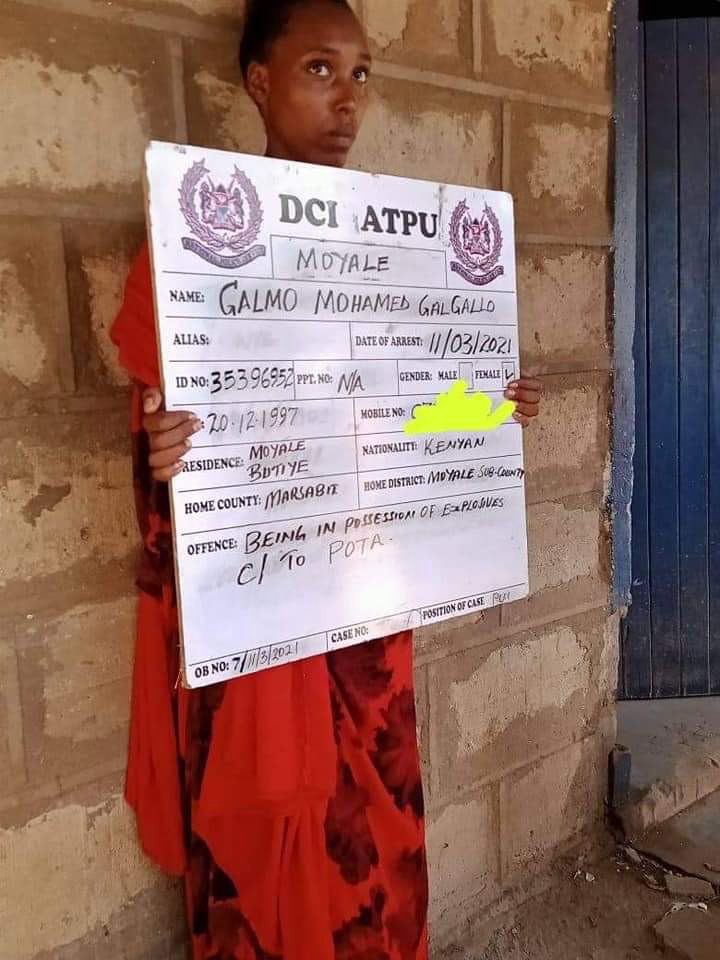 DCI ATPU
MOYALE
NAME: GALMO MOHAMED GALGALLO
ALIAS: DATE OF ARREST: 11/03/2021
ID NO: 35396952 PPT. NO: N/A GENDER: MALE FEMALE ✓
: 20-12-1997 MOBILE NO:
RESIDENCE: MOYALE BUTIYE NATIONALITY: KENYAN
HOME COUNTY: MARSABIT HOME DISTRICT: MOYALE SUB-COUNTY
OFFENCE: BEING IN POSSESSION OF EXPLOSIVES
C/ TO POTA.
OB NO: 7/11/3/2021 CASE NO: POSITION OF CASE